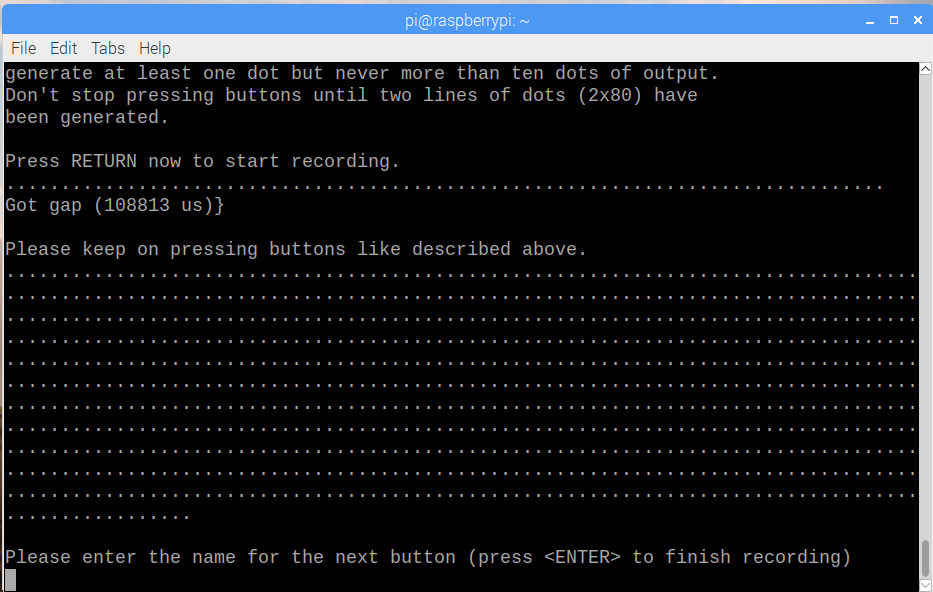 pi@raspberrypi: ~
File Edit Tabs Help
generate at least one dot but never more than ten dots of output.
Don't stop pressing buttons until two lines of dots (2x80) have
been generated.
Press RETURN now to start recording.
................................................................................
Got gap (108813 us)}
Please keep on pressing buttons like described above.
...................................................................................
...................................................................................
...................................................................................
...................................................................................
...................................................................................
...................................................................................
...................................................................................
...................................................................................
...................................................................................
...................................................................................
...................................................................................
.................
Please enter the name for the next button (press <ENTER> to finish recording)